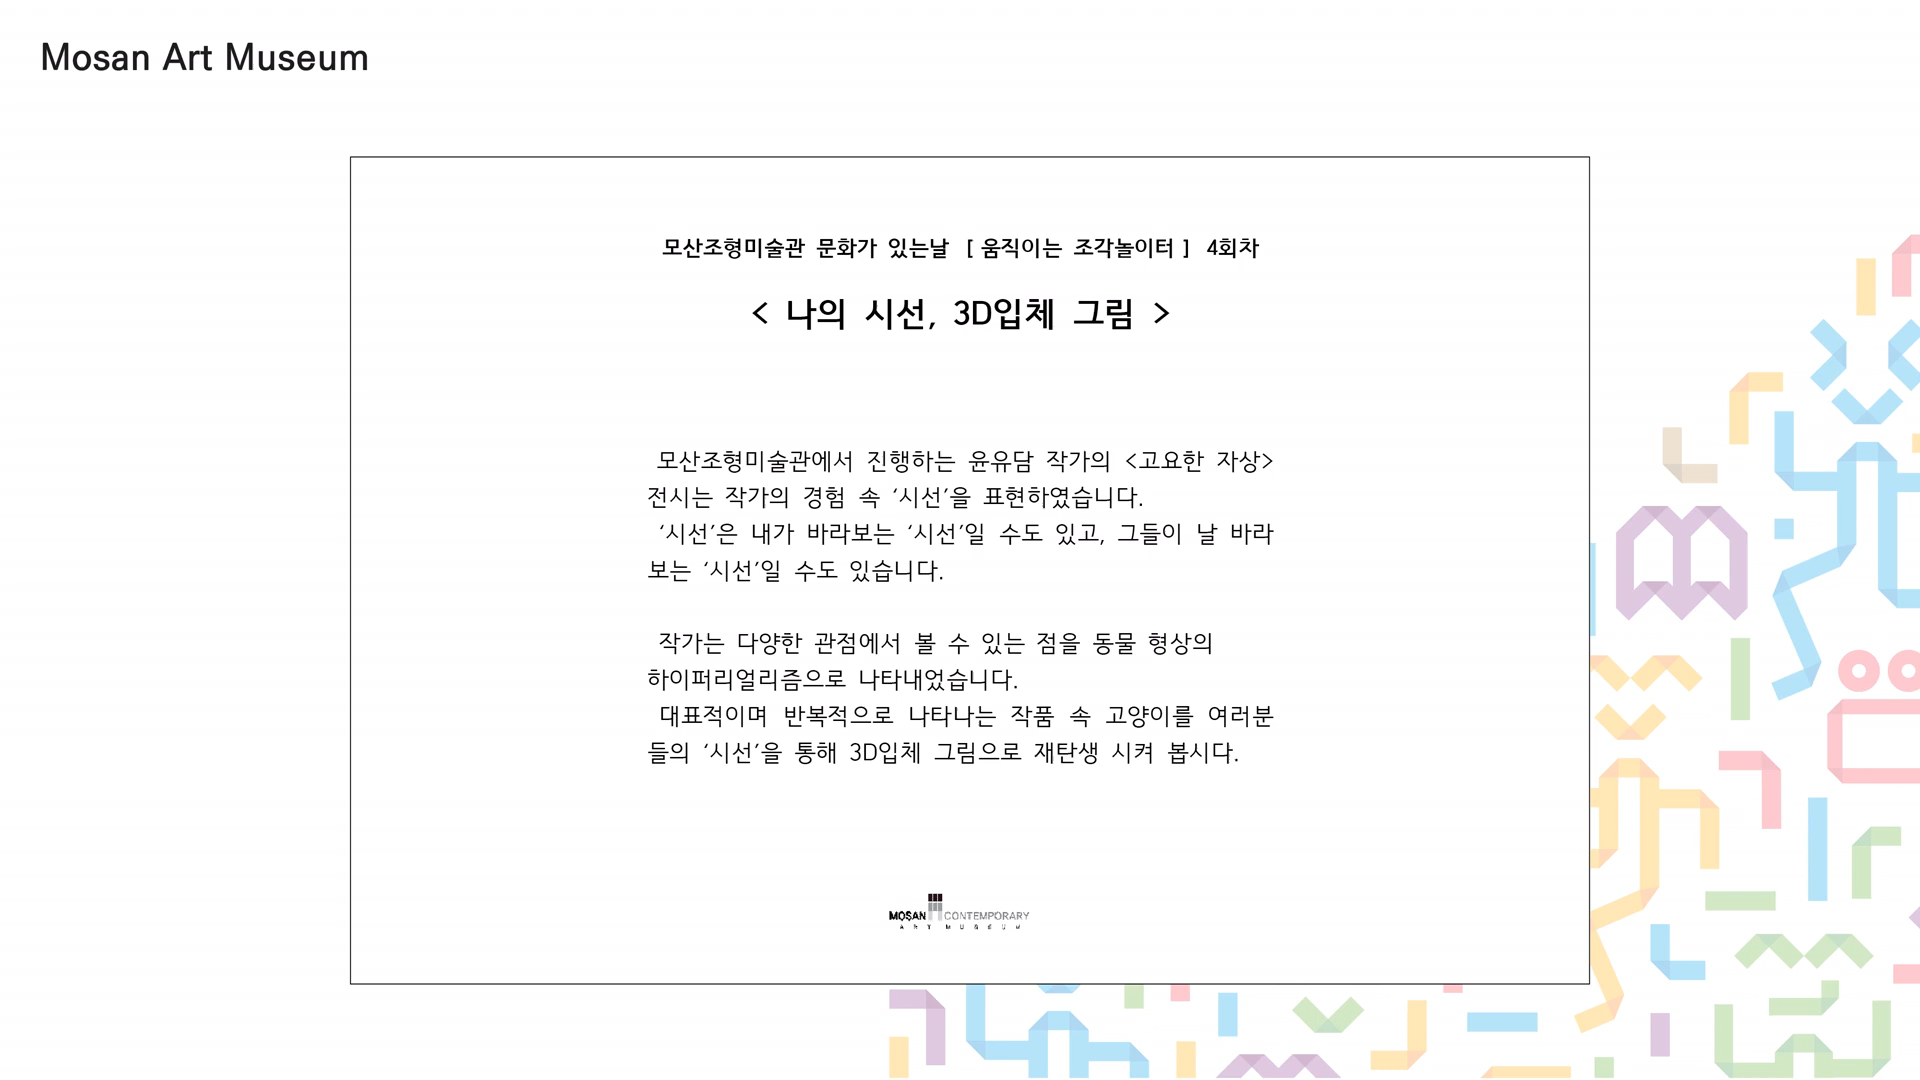 Mosan Art Museum
모산조형미술관 문화가 있는날 [ 움직이는 조각놀이터 ] 4회차
< 나의 시선, 3D입체 그림 >
모산조형미술관에서 진행하는 윤유담 작가의 <고요한 자상>
전시는 작가의 경험 속 ‘시선’을 표현하였습니다.
‘시선’은 내가 바라보는 ‘시선’일 수도 있고, 그들이 날 바라
보는 ‘시선’일 수도 있습니다.
작가는 다양한 관점에서 볼 수 있는 점을 동물 형상의
하이퍼리얼리즘으로 나타내었습니다.
대표적이며 반복적으로 나타나는 작품 속 고양이를 여러분
들의 ‘시선’을 통해 3D입체 그림으로 재탄생 시켜 봅시다.
MOSAN CONTEMPORARY
ART MUSEUM